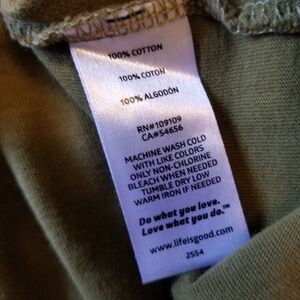 100% COTTON
100% COTON
100% ALGODÓN
RN#109109
CA#54656
MACHINE WASH COLD
WITH LIKE COLORS
ONLY NON-CHLORINE
BLEACH WHEN NEEDED
TUMBLE DRY LOW
WARM IRON IF NEEDED
Do what you love.
Love what you do.™
www.lifeisgood.com
2554